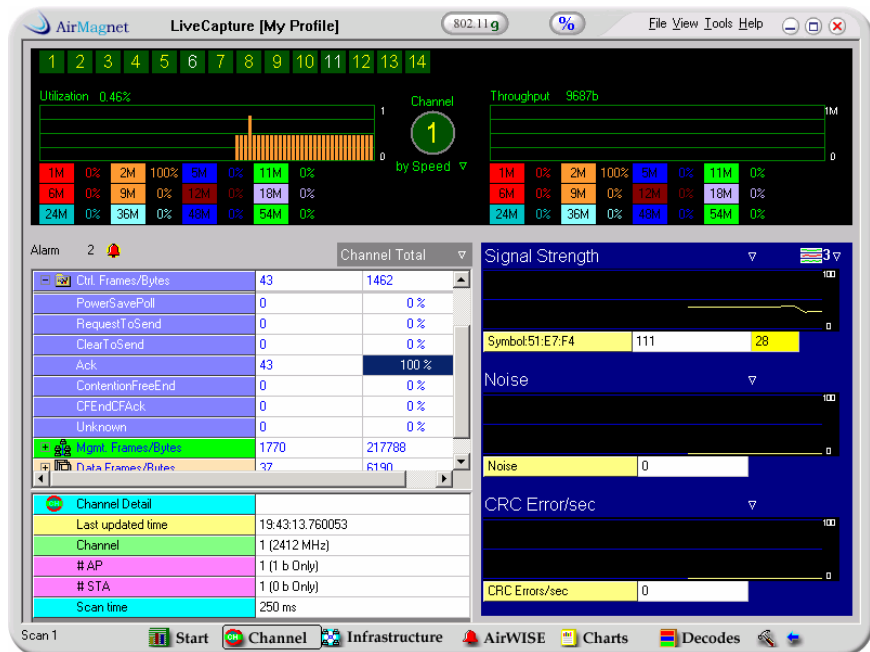 AirMagnet LiveCapture [My Profile] 802.11g % File View Tools Help
1 2 3 4 5 6 7 8 9 10 11 12 13 14
Utilization 0.46%
1
0
Channel
1
by Speed
Throughput 9687b
1M
0
1M 0% 2M 100% 5M 0% 11M 0%
6M 0% 9M 0% 12M 0% 18M 0%
24M 0% 36M 0% 48M 0% 54M 0%
1M 0% 2M 100% 5M 0% 11M 0%
6M 0% 9M 0% 12M 0% 18M 0%
24M 0% 36M 0% 48M 0% 54M 0%
Alarm 2
Channel Total
Ctrl. Frames/Bytes 43 1462
PowerSavePoll 0 0 %
RequestToSend 0 0 %
ClearToSend 0 0 %
Ack 43 100 %
ContentionFreeEnd 0 0 %
CFEndCFAck 0 0 %
Unknown 0 0 %
Mgmt. Frames/Bytes 1770 217788
Data Frames/Bytes 37 6190
Channel Detail
Last updated time 19:43:13.760053
Channel 1 (2412 MHz)
# AP 1 (1 b Only)
# STA 1 (0 b Only)
Scan time 250 ms
Signal Strength 3
100
0
Symbol:51:E7:F4 111 28
Noise
100
0
Noise 0
CRC Error/sec
100
0
CRC Errors/sec 0
Scan 1 Start CH Channel Infrastructure AirWISE Charts Decodes